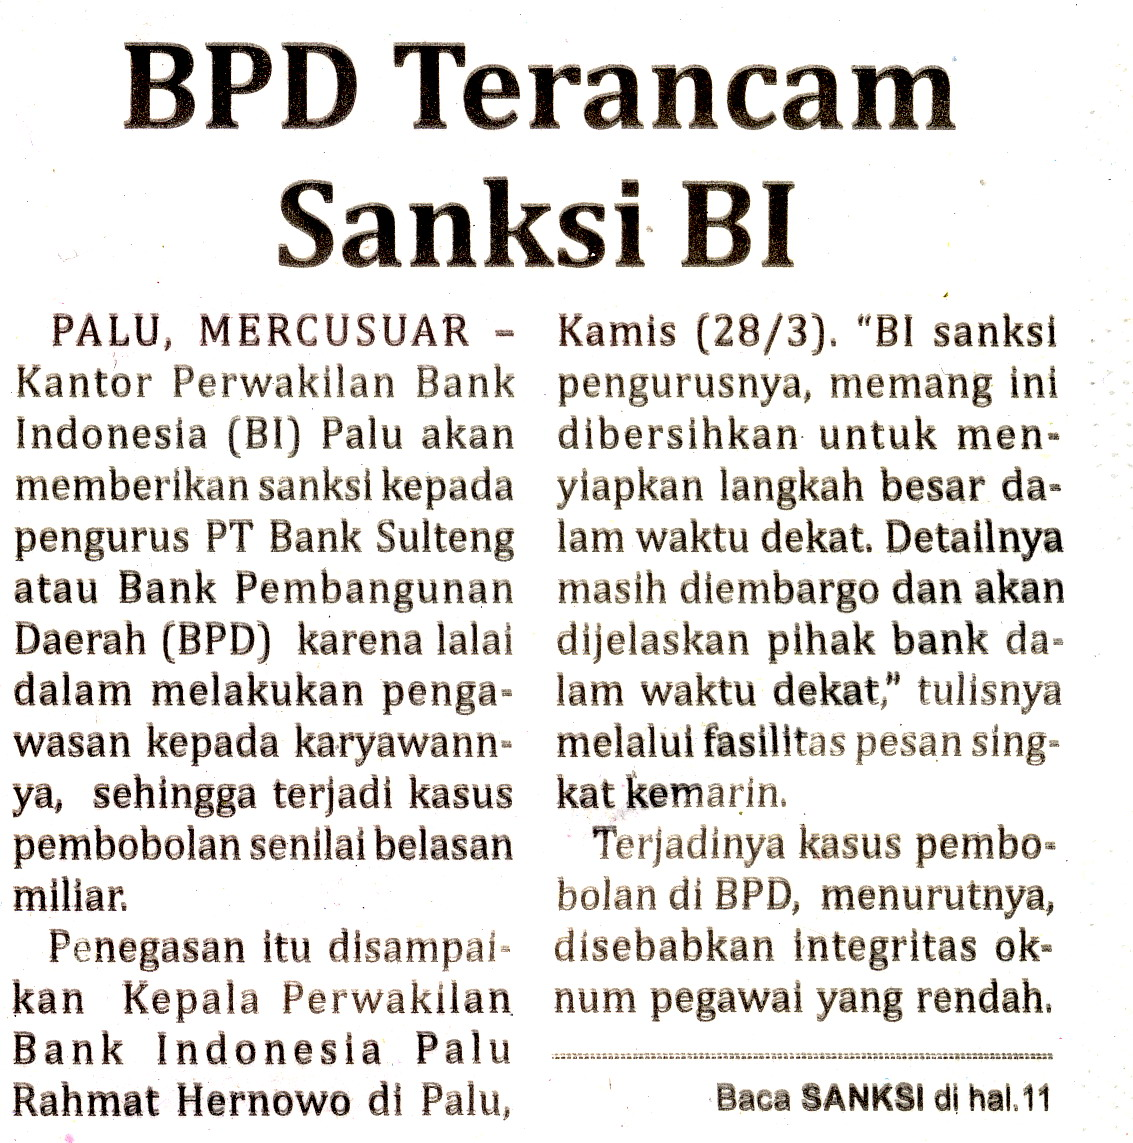 BPD Terancam
Sanksi BI
PALU, MERCUSUAR –
Kantor Perwakilan Bank
Indonesia (BI) Palu akan
memberikan sanksi kepada
pengurus PT Bank Sulteng
atau Bank Pembangunan
Daerah (BPD) karena lalai
dalam melakukan penga-
wasan kepada karyawann-
ya, sehingga terjadi kasus
pembobolan senilai belasan
miliar.
Penegasan itu disampai-
kan Kepala Perwakilan
Bank Indonesia Palu
Rahmat Hernowo di Palu,
Kamis (28/3). “BI sanksi
pengurusnya, memang ini
dibersihkan untuk men-
yiapkan langkah besar da-
lam waktu dekat. Detailnya
masih diembargo dan akan
dijelaskan pihak bank da-
lam waktu dekat,” tulisnya
melalui fasilitas pesan sing-
kat kemarin.
Terjadinya kasus pembo-
bolan di BPD, menurutnya,
disebabkan integritas ok-
num pegawai yang rendah.
Baca SANKSI di hal.11